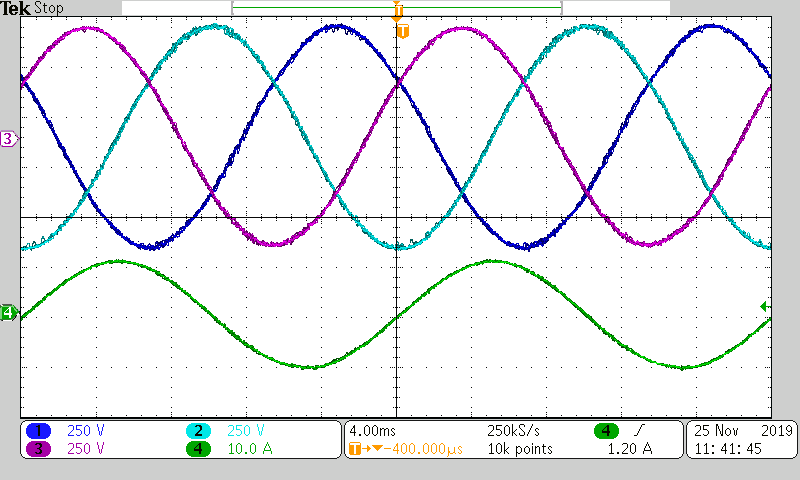 Tek Stop
T
T
3
4
1 250 V 2 250 V 4.00ms 250kS/s 4 25 Nov 2019
3 250 V 4 10.0 A T→▼−400.000µs 10k points 1.20 A 11:41:45